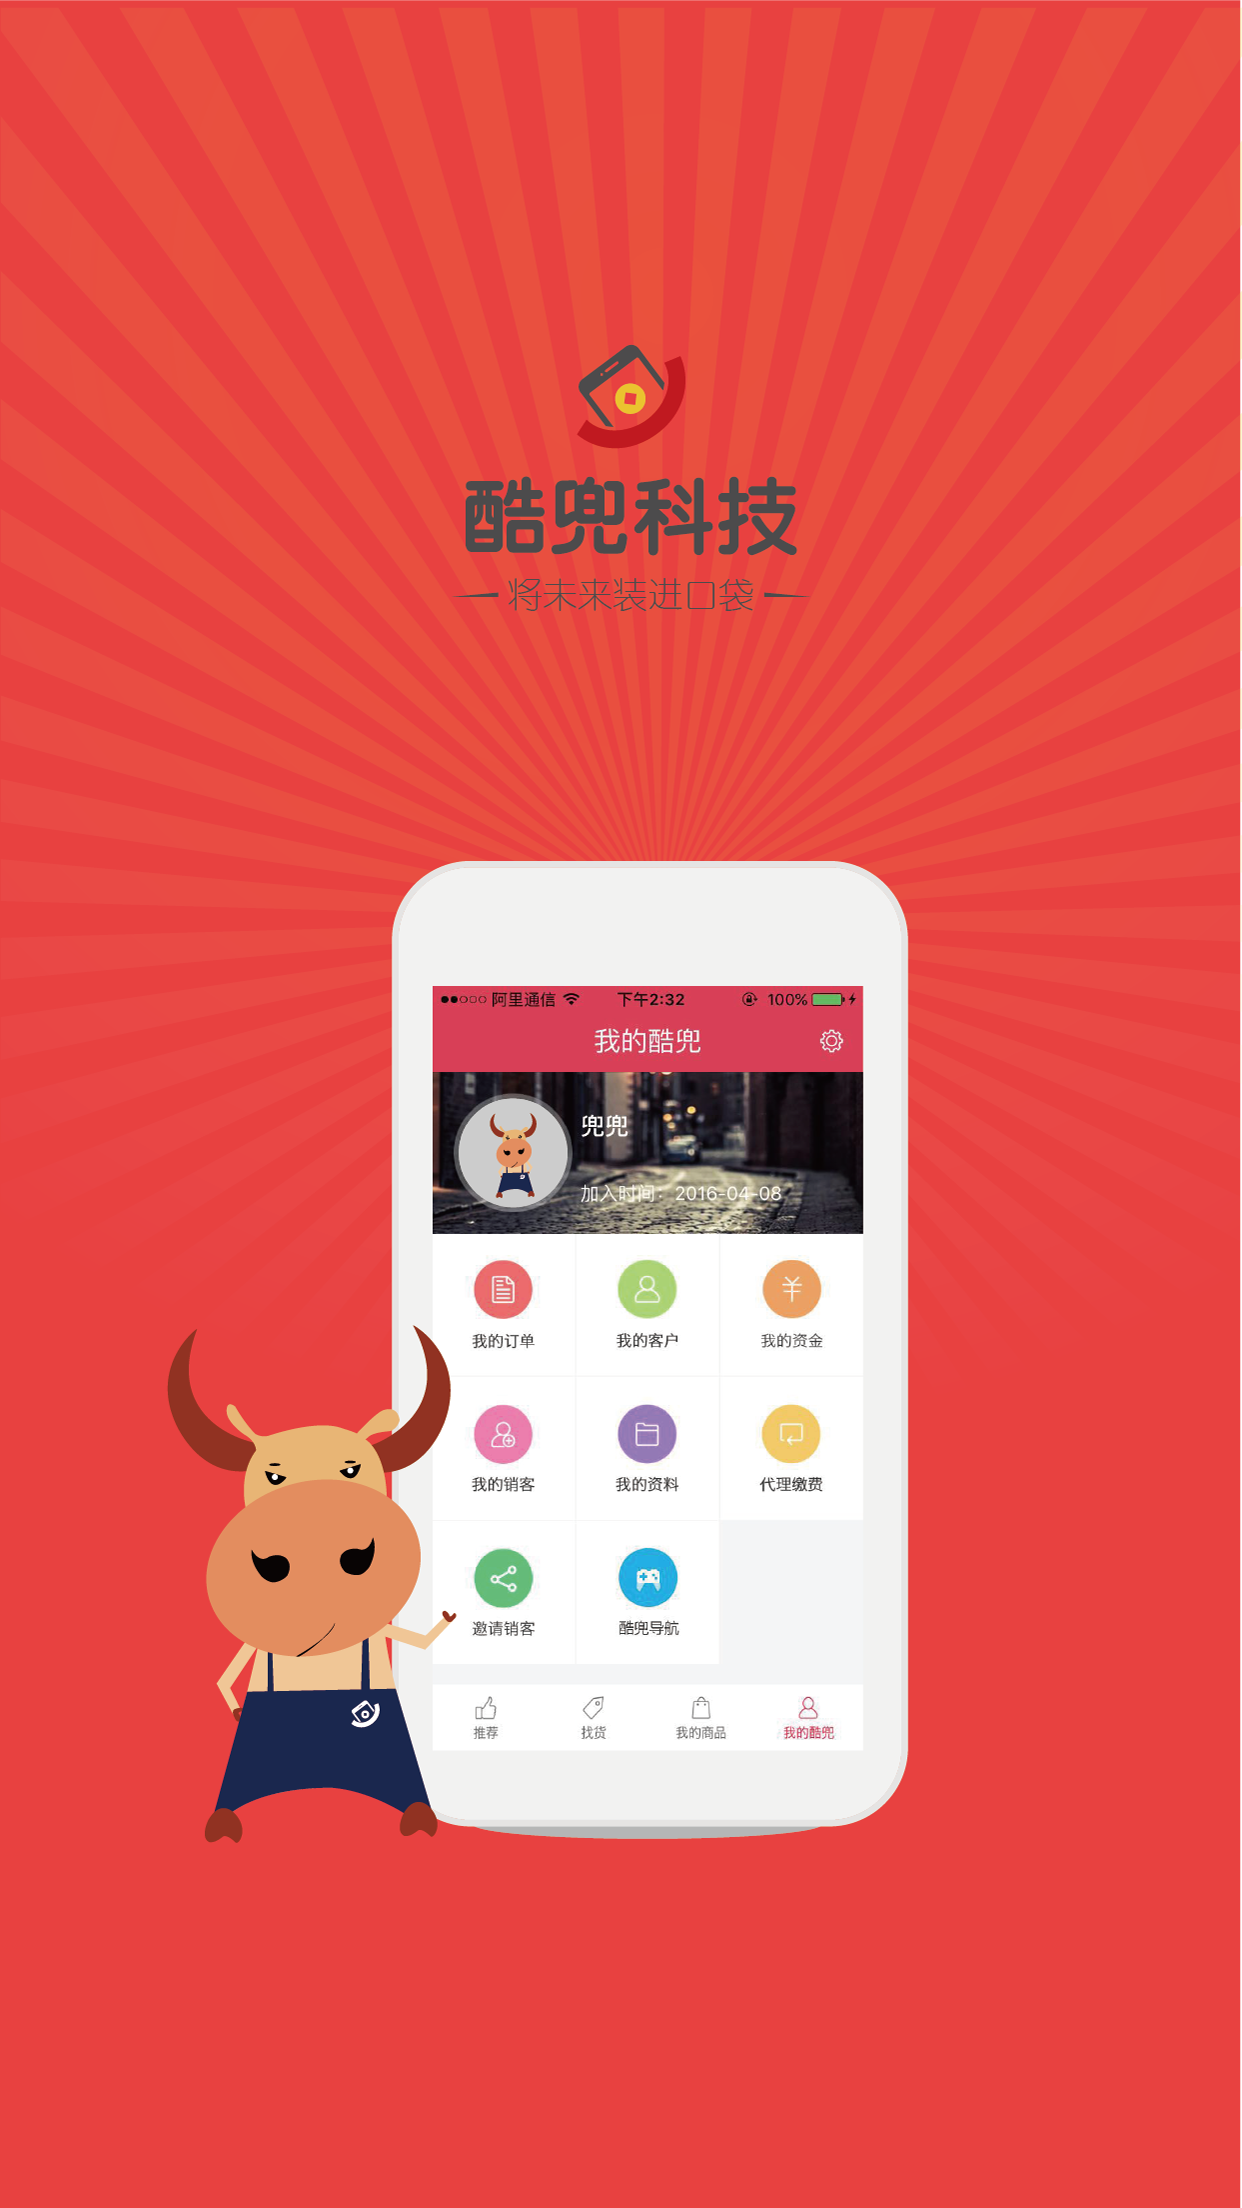 酷兜科技
将未来装进口袋
阿里通信 下午2:32 100%
我的酷兜
兜兜
加入时间：2016-04-08
我的订单 我的客户 我的资金
我的销客 我的资料 代理缴费
邀请销客 酷兜导航
推荐 找货 我的商品 我的酷兜